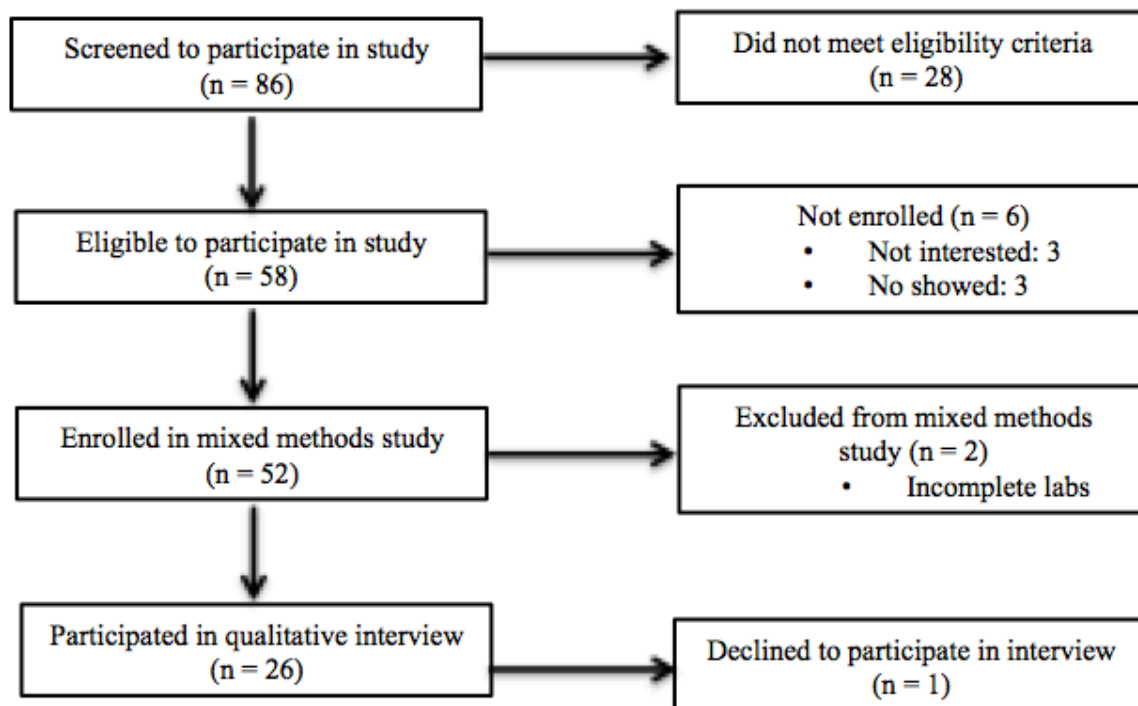 Screened to participate in study
(n = 86)
Did not meet eligibility criteria
(n = 28)
Eligible to participate in study
(n = 58)
Not enrolled (n = 6)
• Not interested: 3
• No showed: 3
Enrolled in mixed methods study
(n = 52)
Excluded from mixed methods
study (n = 2)
• Incomplete labs
Participated in qualitative interview
(n = 26)
Declined to participate in interview
(n = 1)